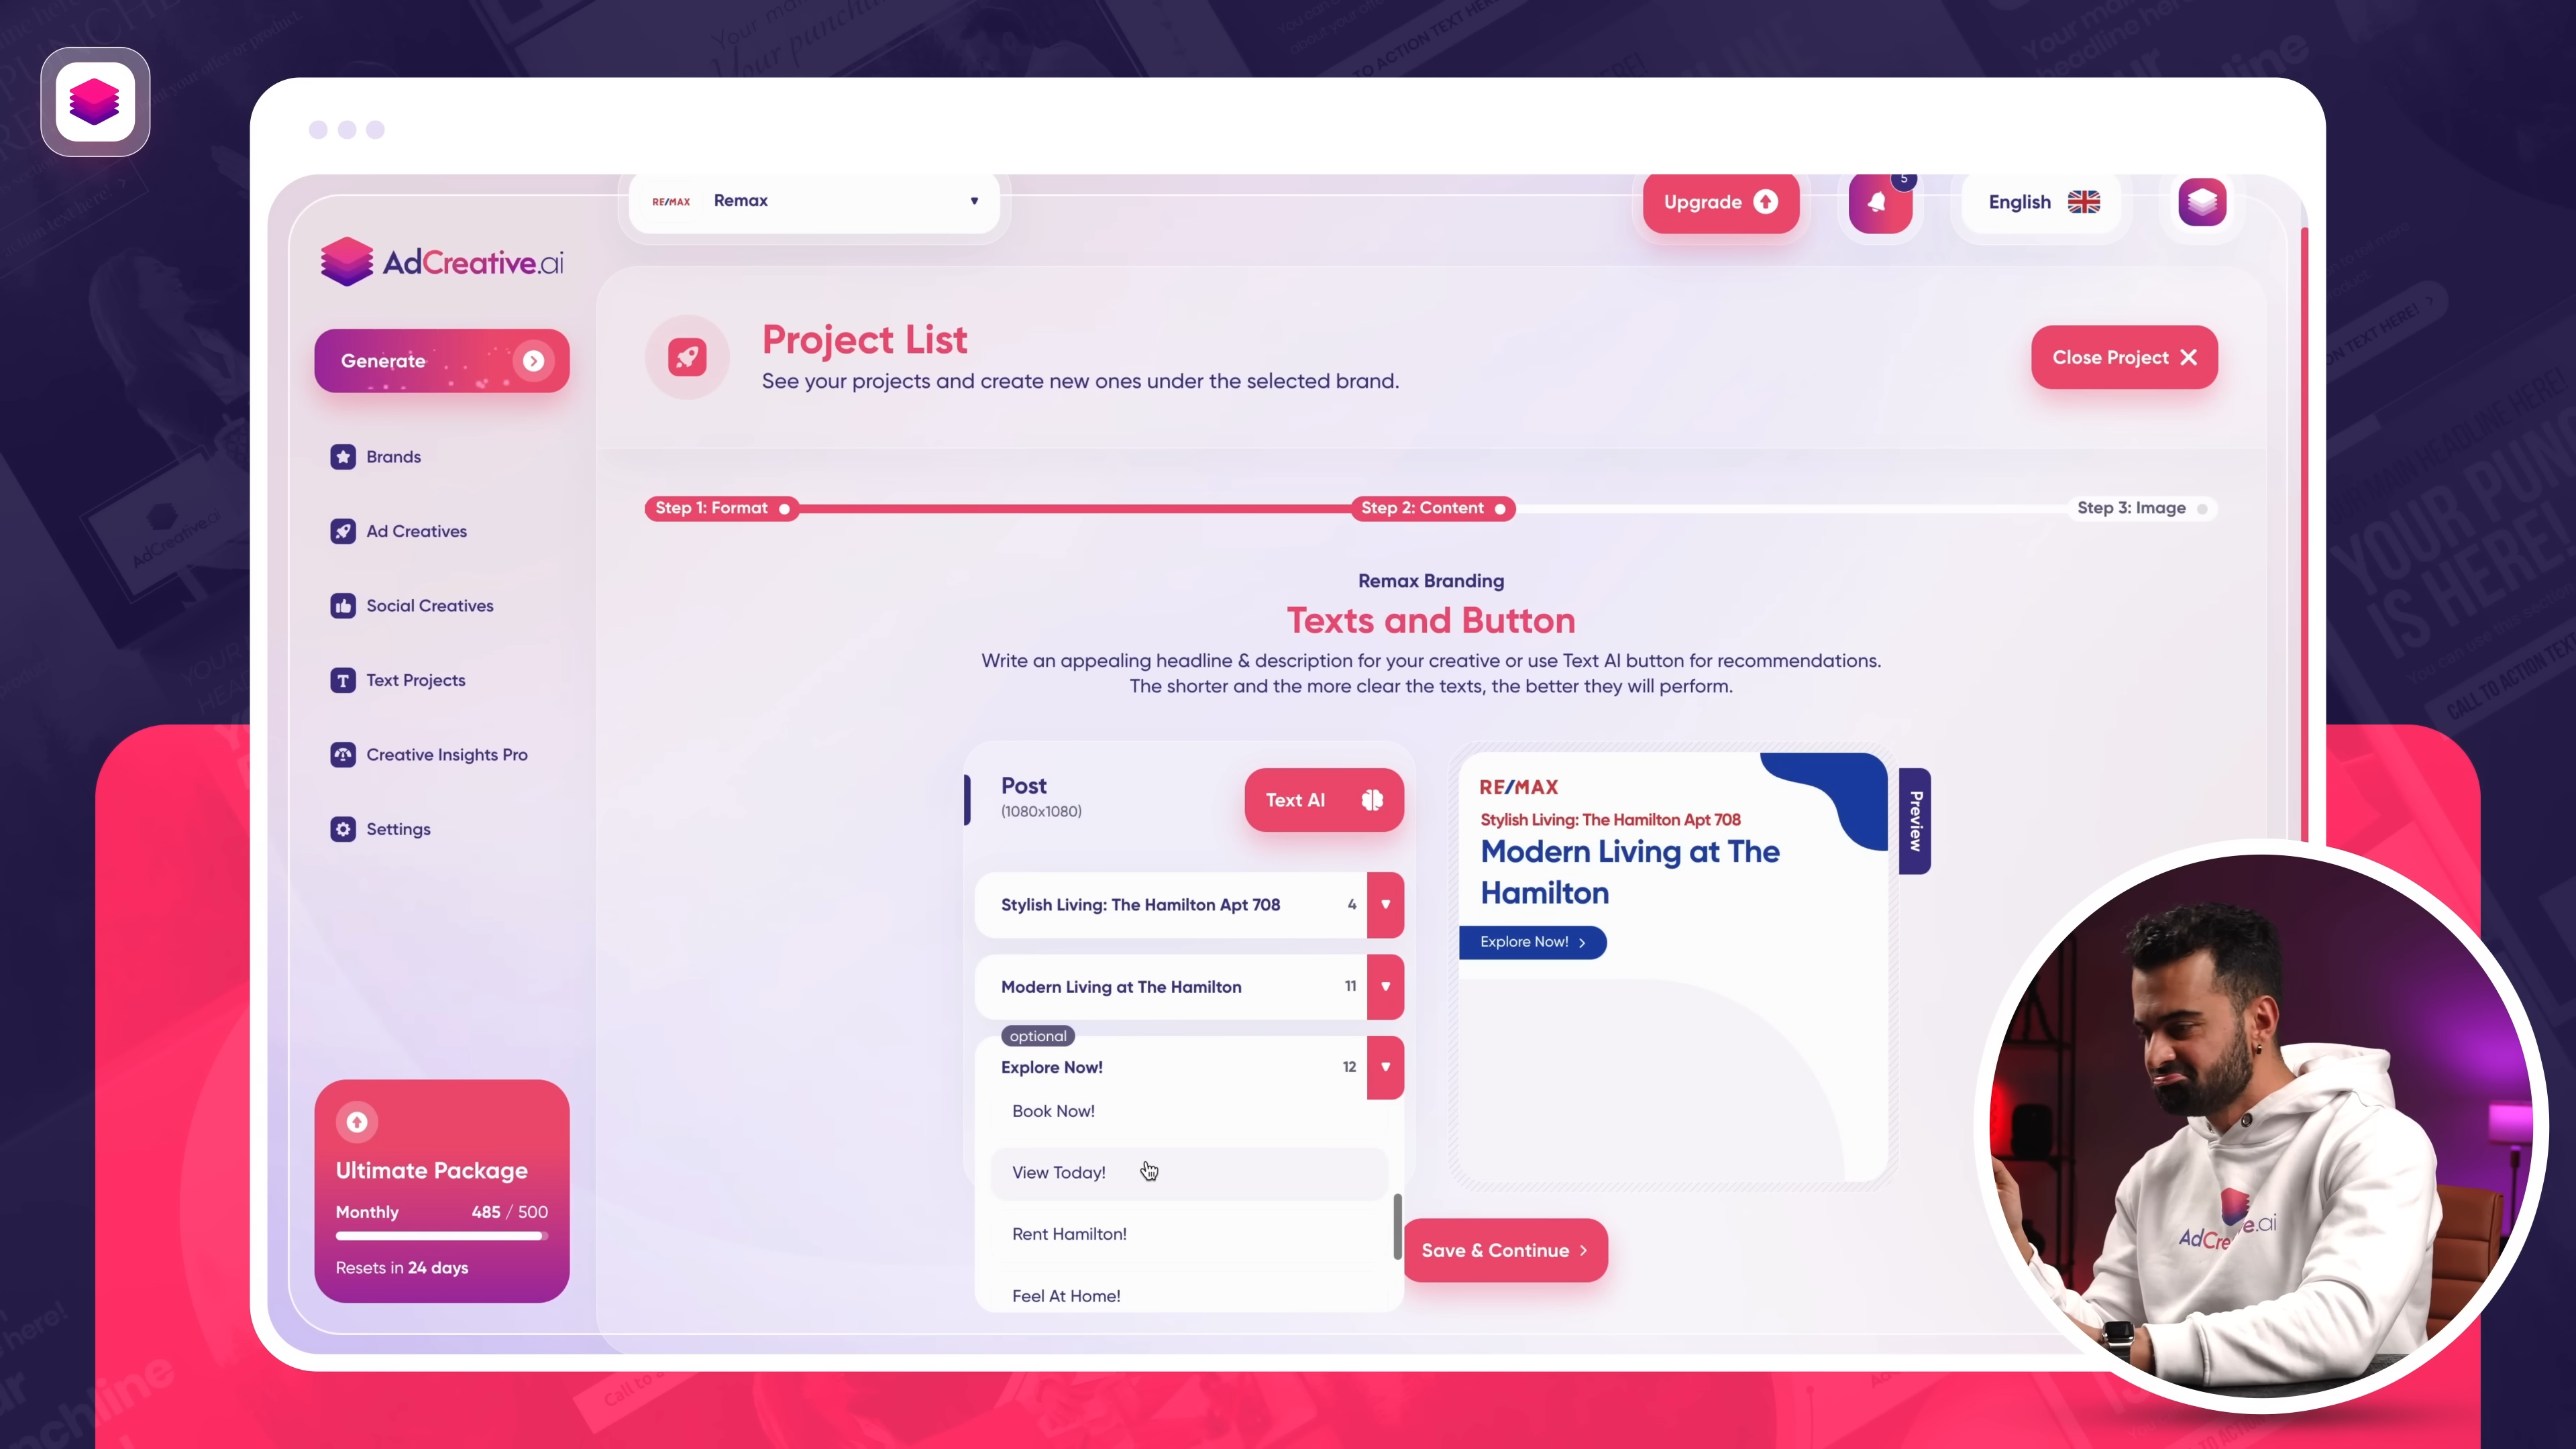 RE/MAX Remax
Upgrade
5
English
AdCreative.ai
Generate
Brands
Ad Creatives
Social Creatives
Text Projects
Creative Insights Pro
Settings
Ultimate Package
Monthly 485 / 500
Resets in 24 days
Project List
See your projects and create new ones under the selected brand.
Close Project
Step 1: Format
Step 2: Content
Step 3: Image
Remax Branding
Texts and Button
Write an appealing headline & description for your creative or use Text AI button for recommendations.
The shorter and the more clear the texts, the better they will perform.
Post
(1080x1080)
Text AI
Stylish Living: The Hamilton Apt 708 4
Modern Living at The Hamilton 11
optional
Explore Now! 12
Book Now!
View Today!
Rent Hamilton!
Feel At Home!
RE/MAX
Stylish Living: The Hamilton Apt 708
Modern Living at The
Hamilton
Explore Now!
Preview
Save & Continue
YOUR PUN
IS HERE!